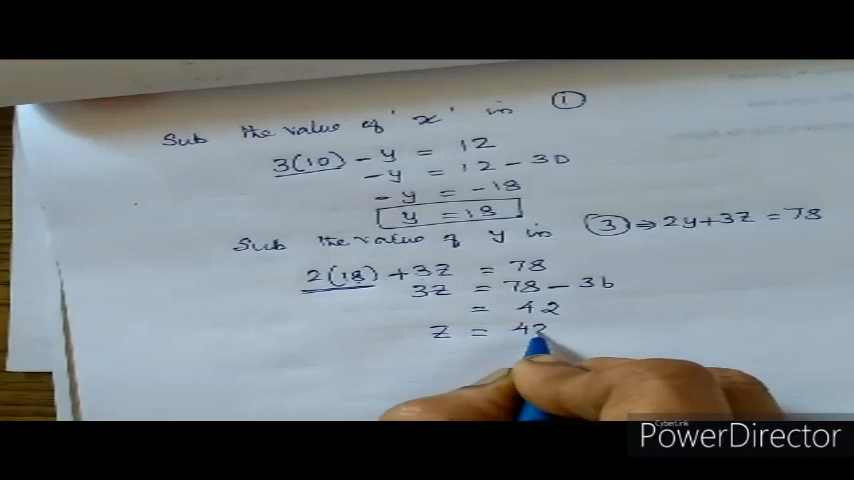 Sub the value of 'x' in ①
3(10) - y = 12
-y = 12 - 30
-y = -18
y = 18
Sub the value of y in ③ ⇒ 2y+3z = 78
2(18) + 3z = 78
3z = 78 - 36
= 42
z = 42
CyberLink
PowerDirector